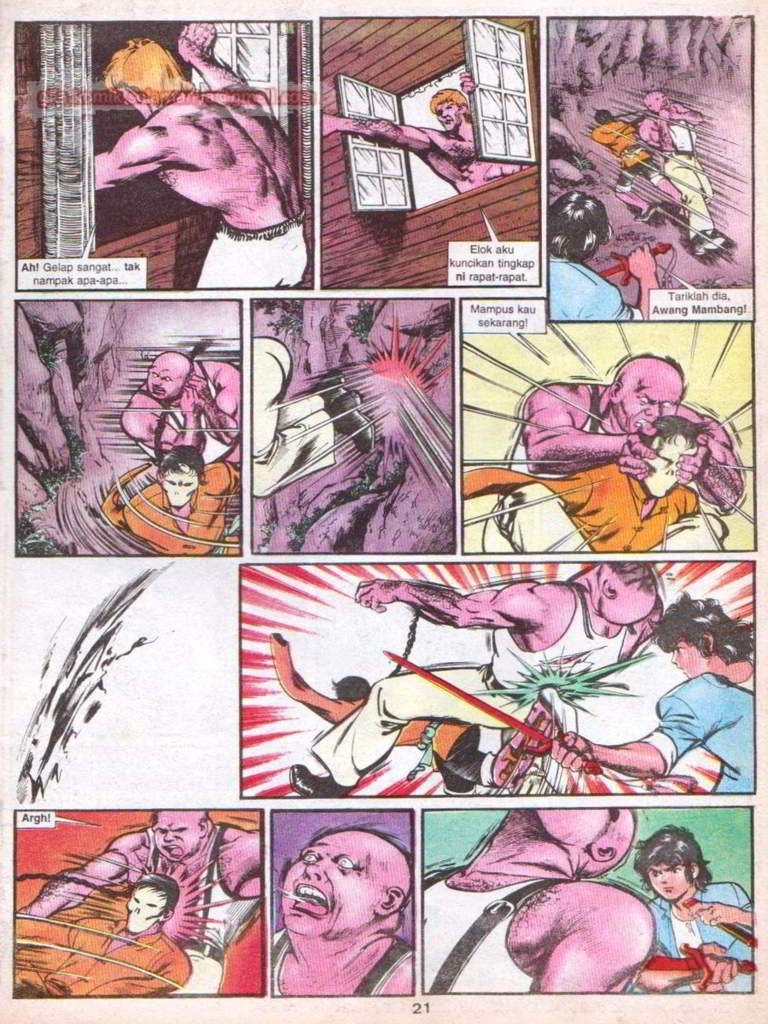 Ah! Gelap sangat... tak
nampak apa-apa...
Elok aku
kuncikan tingkap
ni rapat-rapat.
Tariklah dia,
Awang Mambang!
Mampus kau
sekarang!
Argh!
21